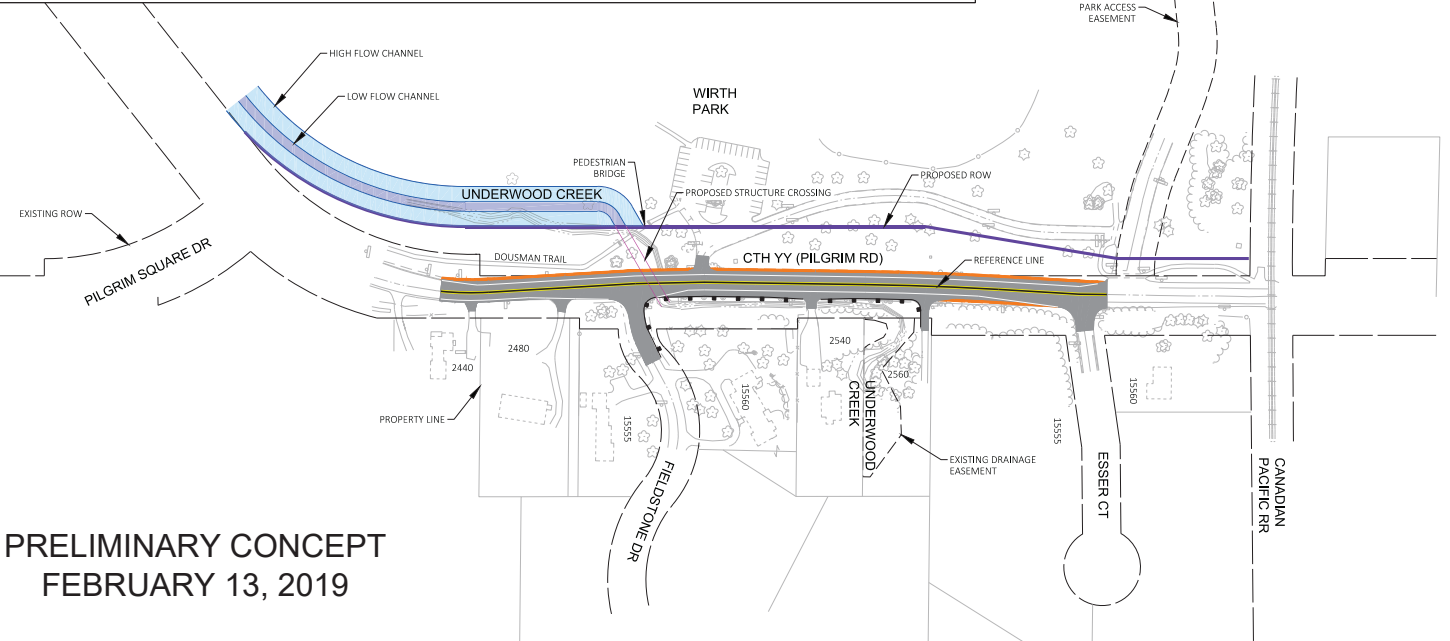 PARK ACCESS
EASEMENT
HIGH FLOW CHANNEL
LOW FLOW CHANNEL
WIRTH
PARK
PEDESTRIAN
BRIDGE
PROPOSED ROW
UNDERWOOD CREEK
PROPOSED STRUCTURE CROSSING
EXISTING ROW
PILGRIM SQUARE DR
DOUSMAN TRAIL
CTH YY (PILGRIM RD)
REFERENCE LINE
2480
2440
2540
2560
UNDERWOOD
CREEK
15560
15560
PROPERTY LINE
15555
15555
EXISTING DRAINAGE
EASEMENT
FIELDSTONE DR
ESSER CT
CANADIAN
PACIFIC RR
PRELIMINARY CONCEPT
FEBRUARY 13, 2019